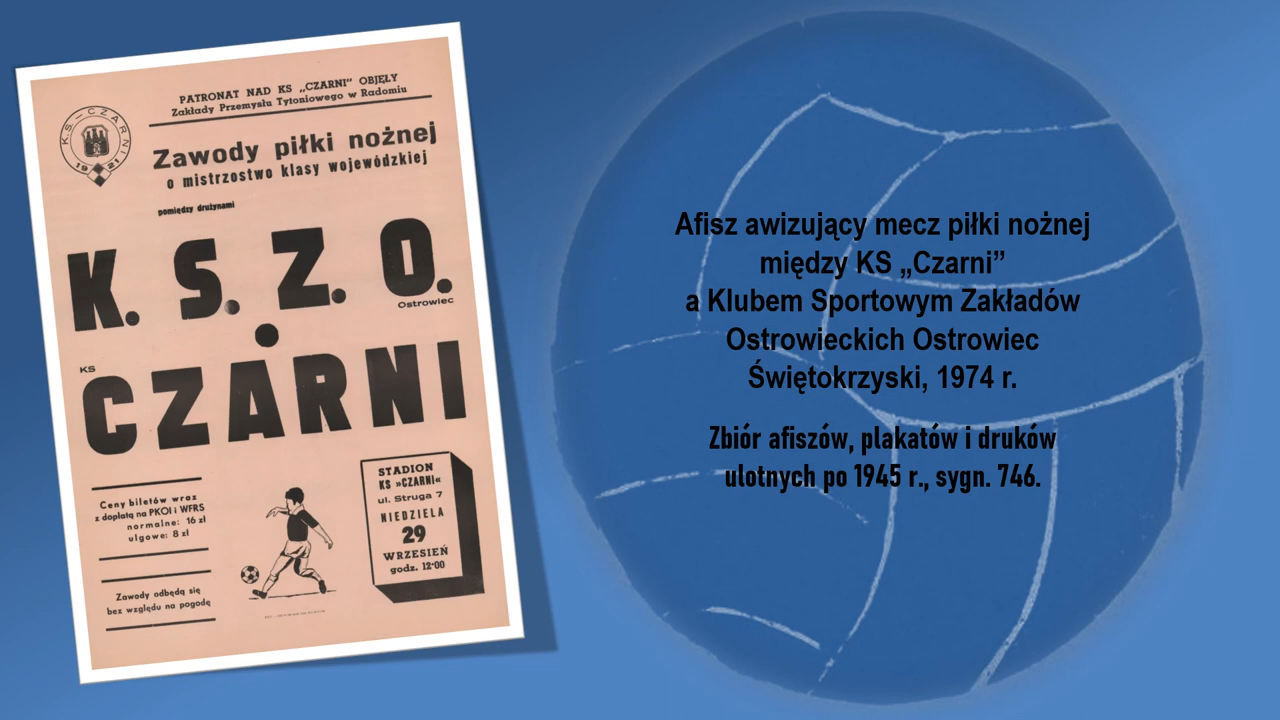 PATRONAT NAD KS „CZARNI” OBJĘŁY
Zakłady Przemysłu Tytoniowego w Radomiu
K.S. – CZARNI
1921
Zawody piłki nożnej
o mistrzostwo klasy wojewódzkiej
pomiędzy drużynami
K. S. Z. O.
Ostrowiec
KS
CZARNI
Ceny biletów wraz
z dopłatą na PKOl i WFRS
normalne: 16 zł
ulgowe: 8 zł
Zawody odbędą się
bez względu na pogodę
STADION
KS »CZARNI«
ul. Struga 7
NIEDZIELA
29
WRZESIEŃ
godz. 12·00
Afisz awizujący mecz piłki nożnej
między KS „Czarni”
a Klubem Sportowym Zakładów
Ostrowieckich Ostrowiec
Świętokrzyski, 1974 r.
Zbiór afiszów, plakatów i druków
ulotnych po 1945 r., sygn. 746.